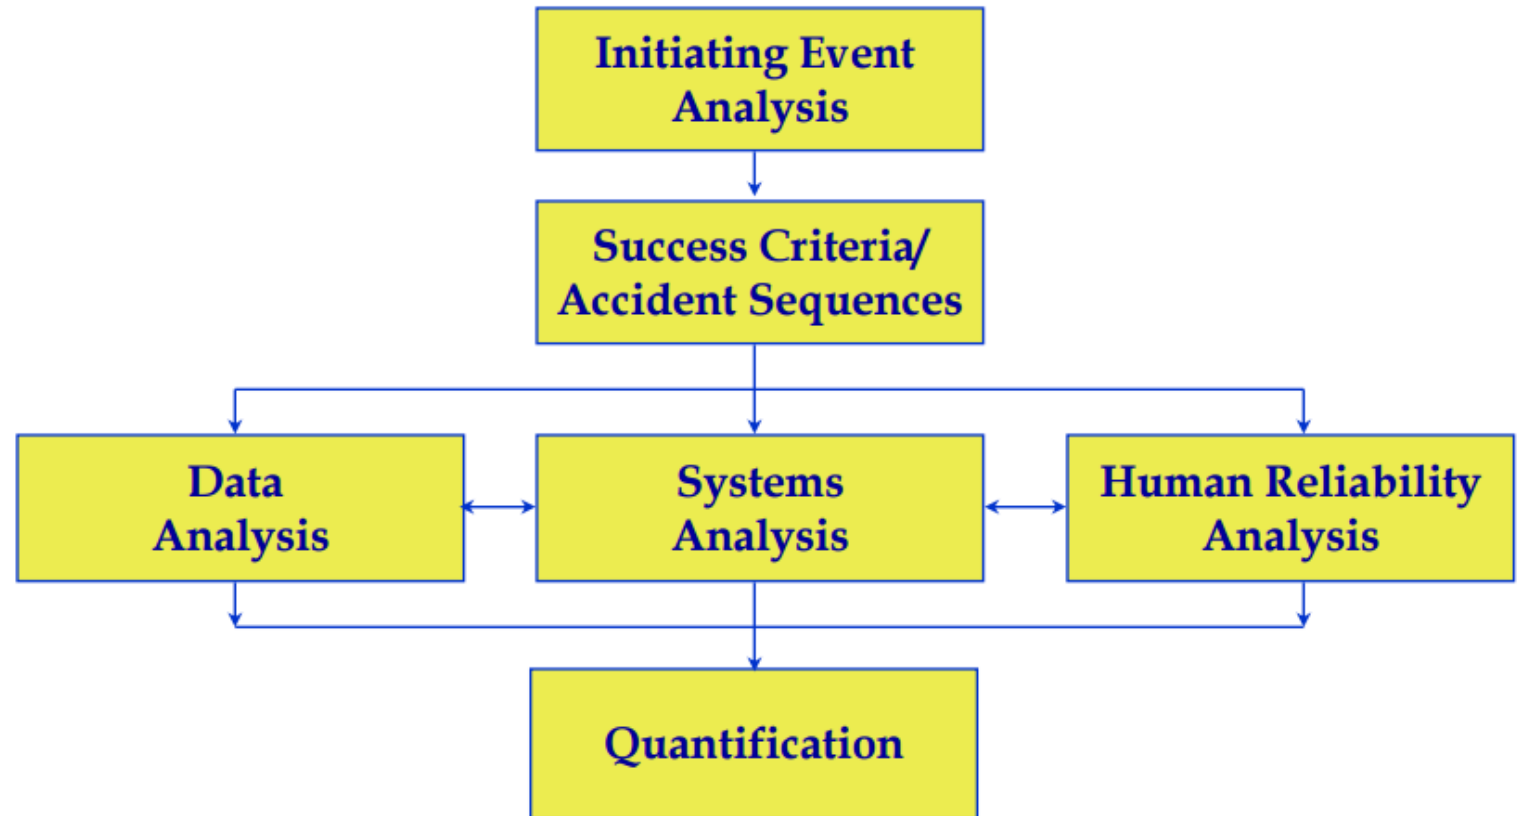 Initiating Event
Analysis
Success Criteria/
Accident Sequences
Data
Analysis
Systems
Analysis
Human Reliability
Analysis
Quantification